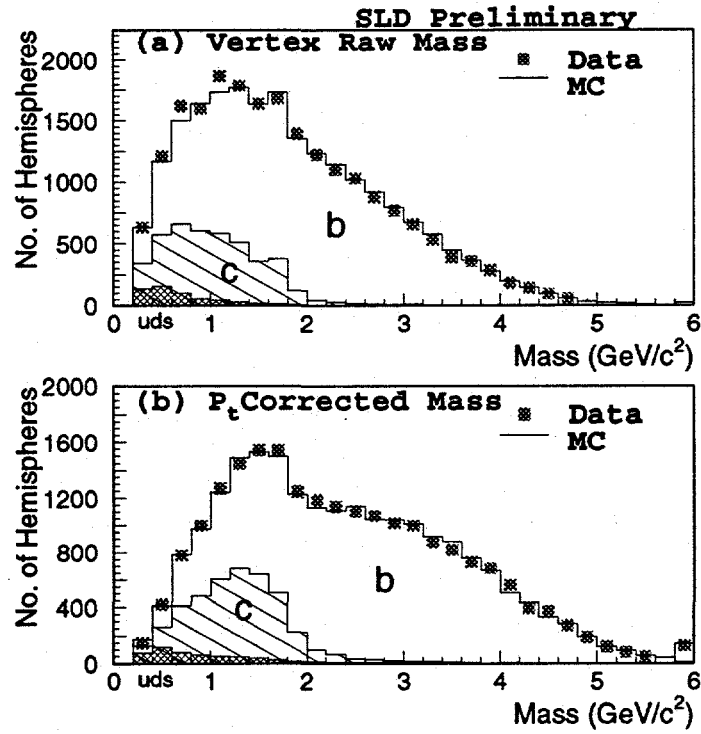 SLD Preliminary
(a) Vertex Raw Mass
Data
MC
No. of Hemispheres
2000
1500
1000
500
0
b
c
uds
0 1 2 3 4 5 6
Mass (GeV/c²)
(b) PₜCorrected Mass
Data
MC
No. of Hemispheres
2000
1600
1200
800
400
0
b
c
uds
0 1 2 3 4 5 6
Mass (GeV/c²)